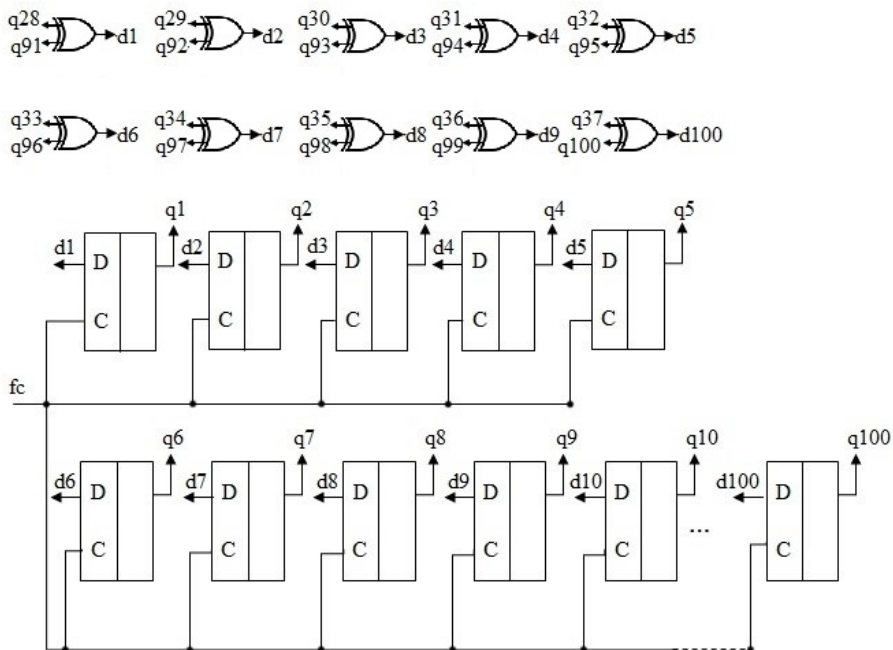 q28 q29 q30 q31 q32
d1 d2 d3 d4 d5
q91 q92 q93 q94 q95
q33 q34 q35 q36 q37
d6 d7 d8 d9 d100
q96 q97 q98 q99 q100
q1 q2 q3 q4 q5
d1 D d2 D d3 D d4 D d5 D
C C C C C
fc
q6 q7 q8 q9 q10 q100
d6 D d7 D d8 D d9 D d10 D d100 D
...
C C C C C C